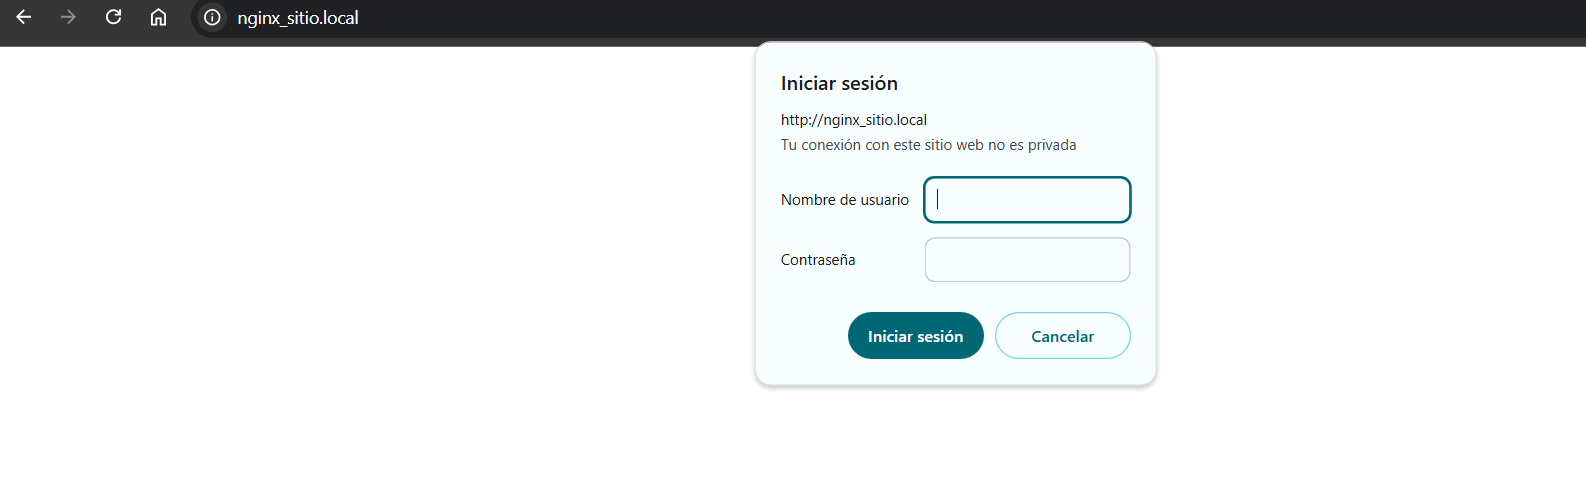 nginx_sitio.local
Iniciar sesión
http://nginx_sitio.local
Tu conexión con este sitio web no es privada
Nombre de usuario
Contraseña
Iniciar sesión Cancelar